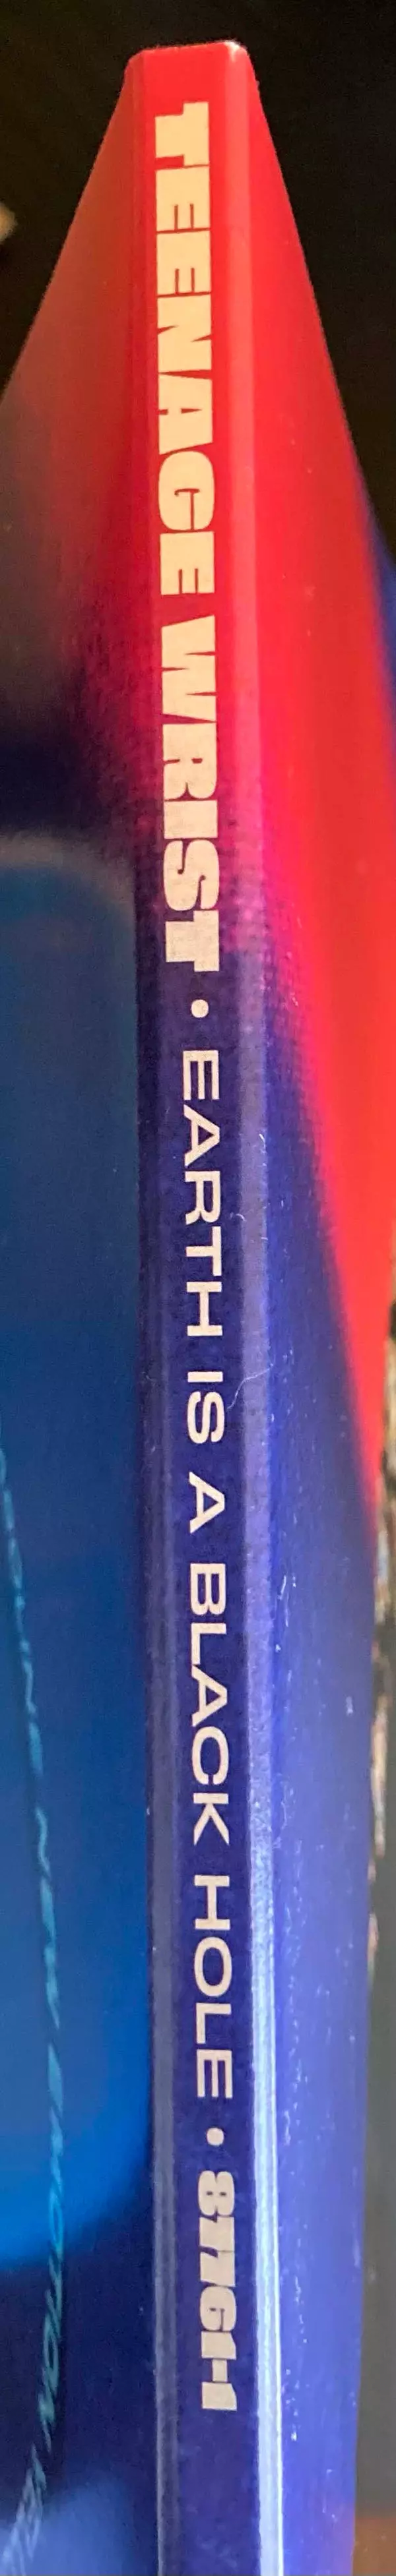 TEENAGE WRIST • EARTH IS A BLACK HOLE • 87761-1